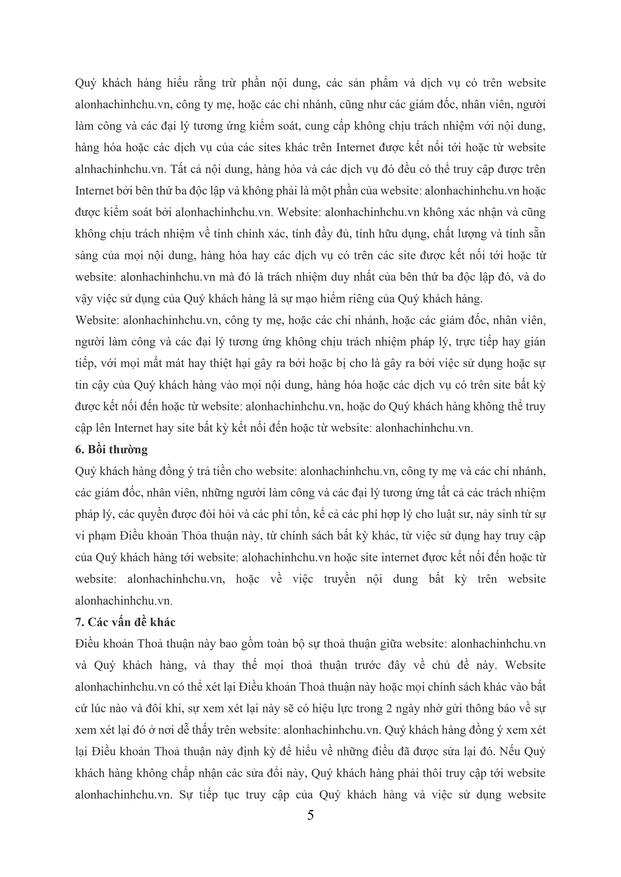 Quý khách hàng hiểu rằng trừ phần nội dung, các sản phẩm và dịch vụ có trên website
alonhachinhchu.vn, công ty mẹ, hoặc các chi nhánh, cũng như các giám đốc, nhân viên, người
làm công và các đại lý tương ứng kiểm soát, cung cấp không chịu trách nhiệm với nội dung,
hàng hóa hoặc các dịch vụ của các sites khác trên Internet được kết nối tới hoặc từ website
alnhachinhchu.vn. Tất cả nội dung, hàng hóa và các dịch vụ đó đều có thể truy cập được trên
Internet bởi bên thứ ba độc lập và không phải là một phần của website: alonhachinhchu.vn hoặc
được kiểm soát bởi alonhachinhchu.vn. Website: alonhachinhchu.vn không xác nhận và cũng
không chịu trách nhiệm về tính chính xác, tính đầy đủ, tính hữu dụng, chất lượng và tính sẵn
sàng của mọi nội dung, hàng hóa hay các dịch vụ có trên các site được kết nối tới hoặc từ
website: alonhachinhchu.vn mà đó là trách nhiệm duy nhất của bên thứ ba độc lập đó, và do
vậy việc sử dụng của Quý khách hàng là sự mạo hiểm riêng của Quý khách hàng.
Website: alonhachinhchu.vn, công ty mẹ, hoặc các chi nhánh, hoặc các giám đốc, nhân viên,
người làm công và các đại lý tương ứng không chịu trách nhiệm pháp lý, trực tiếp hay gián
tiếp, với mọi mất mát hay thiệt hại gây ra bởi hoặc bị cho là gây ra bởi việc sử dụng hoặc sự
tin cậy của Quý khách hàng vào mọi nội dung, hàng hóa hoặc các dịch vụ có trên site bất kỳ
được kết nối đến hoặc từ website: alonhachinhchu.vn, hoặc do Quý khách hàng không thể truy
cập lên Internet hay site bất kỳ kết nối đến hoặc từ website: alonhachinhchu.vn.
6. Bồi thường
Quý khách hàng đồng ý trả tiền cho website: alonhachinhchu.vn, công ty mẹ và các chi nhánh,
các giám đốc, nhân viên, những người làm công và các đại lý tương ứng tất cả các trách nhiệm
pháp lý, các quyền được đòi hỏi và các phí tổn, kể cả các phí hợp lý cho luật sư, nảy sinh từ sự
vi phạm Điều khoản Thỏa thuận này, từ chính sách bất kỳ khác, từ việc sử dụng hay truy cập
của Quý khách hàng tới website: alohachinhchu.vn hoặc site internet đựơc kết nối đến hoặc từ
website: alonhachinhchu.vn, hoặc về việc truyền nội dung bất kỳ trên website
alonhachinhchu.vn.
7. Các vấn đề khác
Điều khoản Thoả thuận này bao gồm toàn bộ sự thoả thuận giữa website: alonhachinhchu.vn
và Quý khách hàng, và thay thế mọi thoả thuận trước đây về chủ đề này. Website
alonhachinhchu.vn có thể xét lại Điều khoản Thoả thuận này hoặc mọi chính sách khác vào bất
cứ lúc nào và đôi khi, sự xem xét lại này sẽ có hiệu lực trong 2 ngày nhờ gửi thông báo về sự
xem xét lại đó ở nơi dễ thấy trên website: alonhachinhchu.vn. Quý khách hàng đồng ý xem xét
lại Điều khoản Thoả thuận này định kỳ để hiểu về những điều đã được sửa lại đó. Nếu Quý
khách hàng không chấp nhận các sửa đổi này, Quý khách hàng phải thôi truy cập tới website
alonhachinhchu.vn. Sự tiếp tục truy cập của Quý khách hàng và việc sử dụng website
5